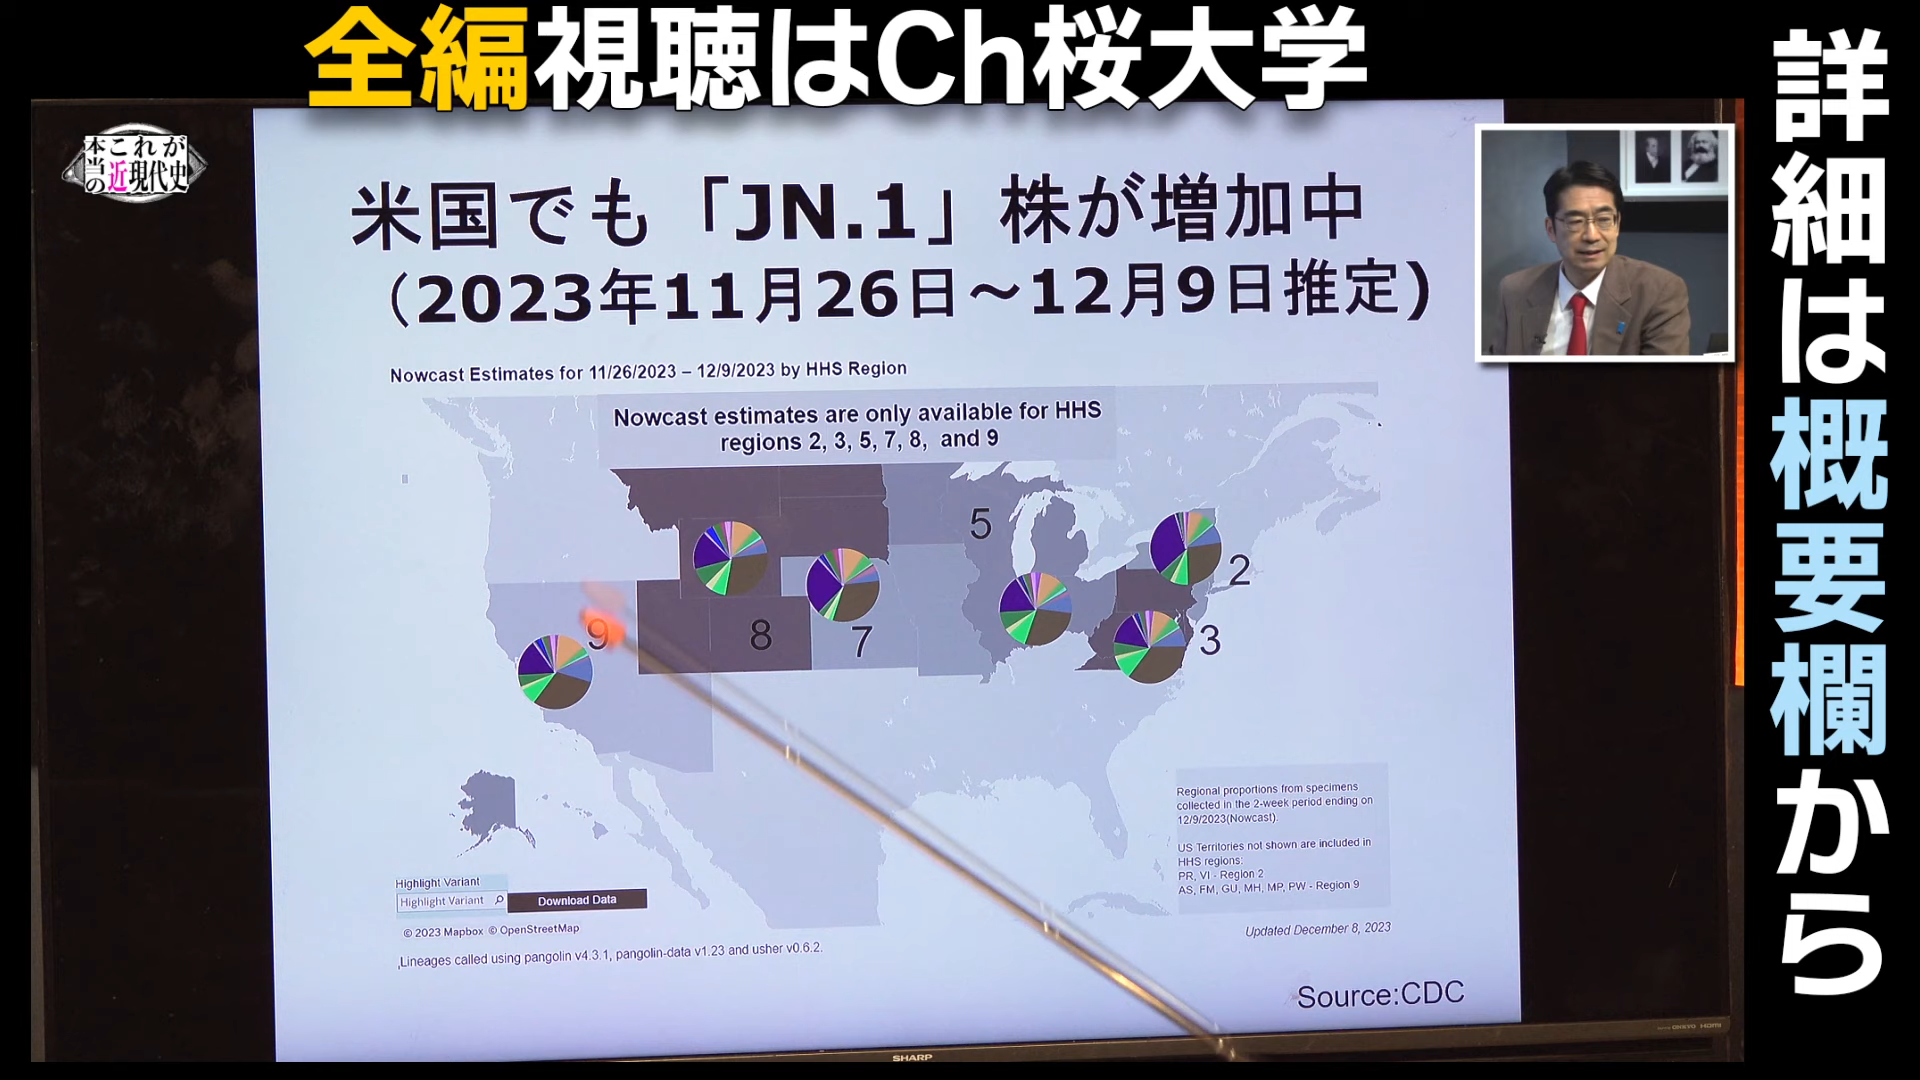 全編視聴はCh桜大学
詳細は概要欄から
これが
本当の
近現代史
米国でも「JN.1」株が増加中
（2023年11月26日～12月9日推定)
Nowcast Estimates for 11/26/2023 – 12/9/2023 by HHS Region
Nowcast estimates are only available for HHS
regions 2, 3, 5, 7, 8, and 9
5
2
9
8
7
3
Regional proportions from specimens
collected in the 2-week period ending on
12/9/2023(Nowcast).
US Territories not shown are included in
HHS regions:
PR, VI - Region 2
AS, FM, GU, MH, MP, PW - Region 9
Highlight Variant
Highlight Variant
Download Data
© 2023 Mapbox © OpenStreetMap
Updated December 8, 2023
Lineages called using pangolin v4.3.1, pangolin-data v1.23 and usher v0.6.2.
Source:CDC
SHARP
ONKYO HDMI